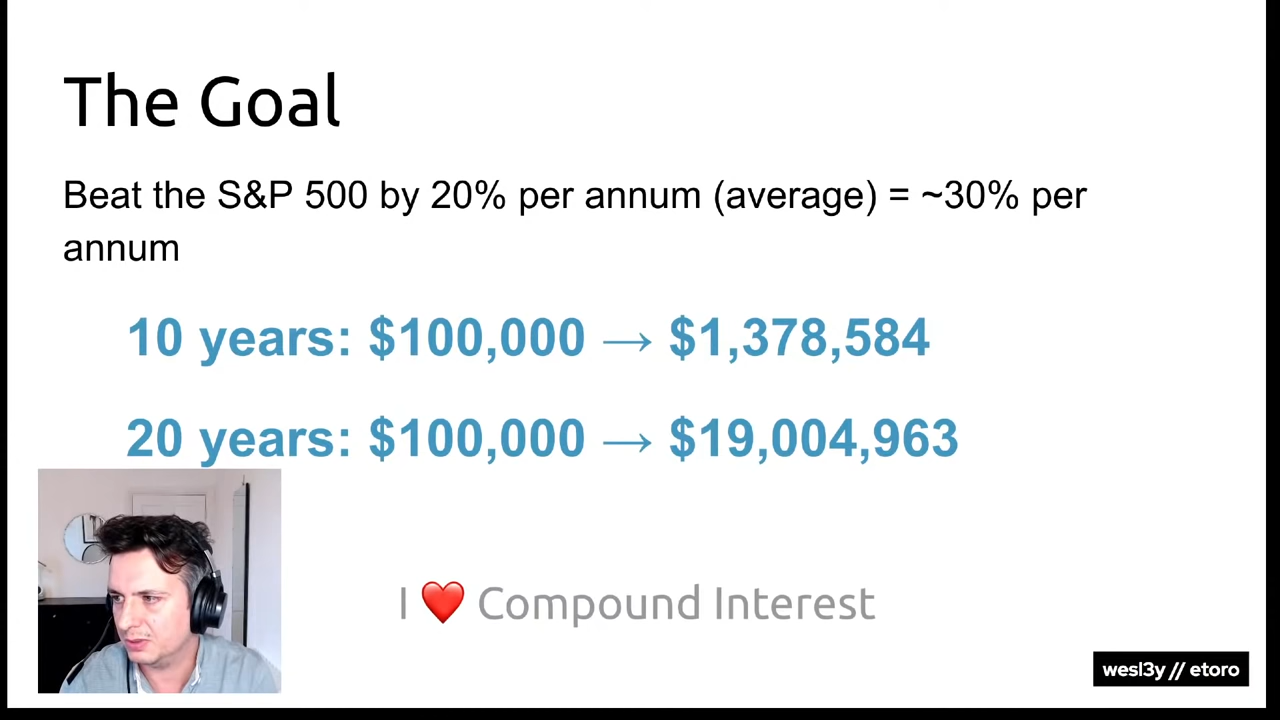 The Goal
Beat the S&P 500 by 20% per annum (average) = ~30% per
annum
10 years: $100,000 → $1,378,584
20 years: $100,000 → $19,004,963
I ❤️ Compound Interest
wesl3y // etoro